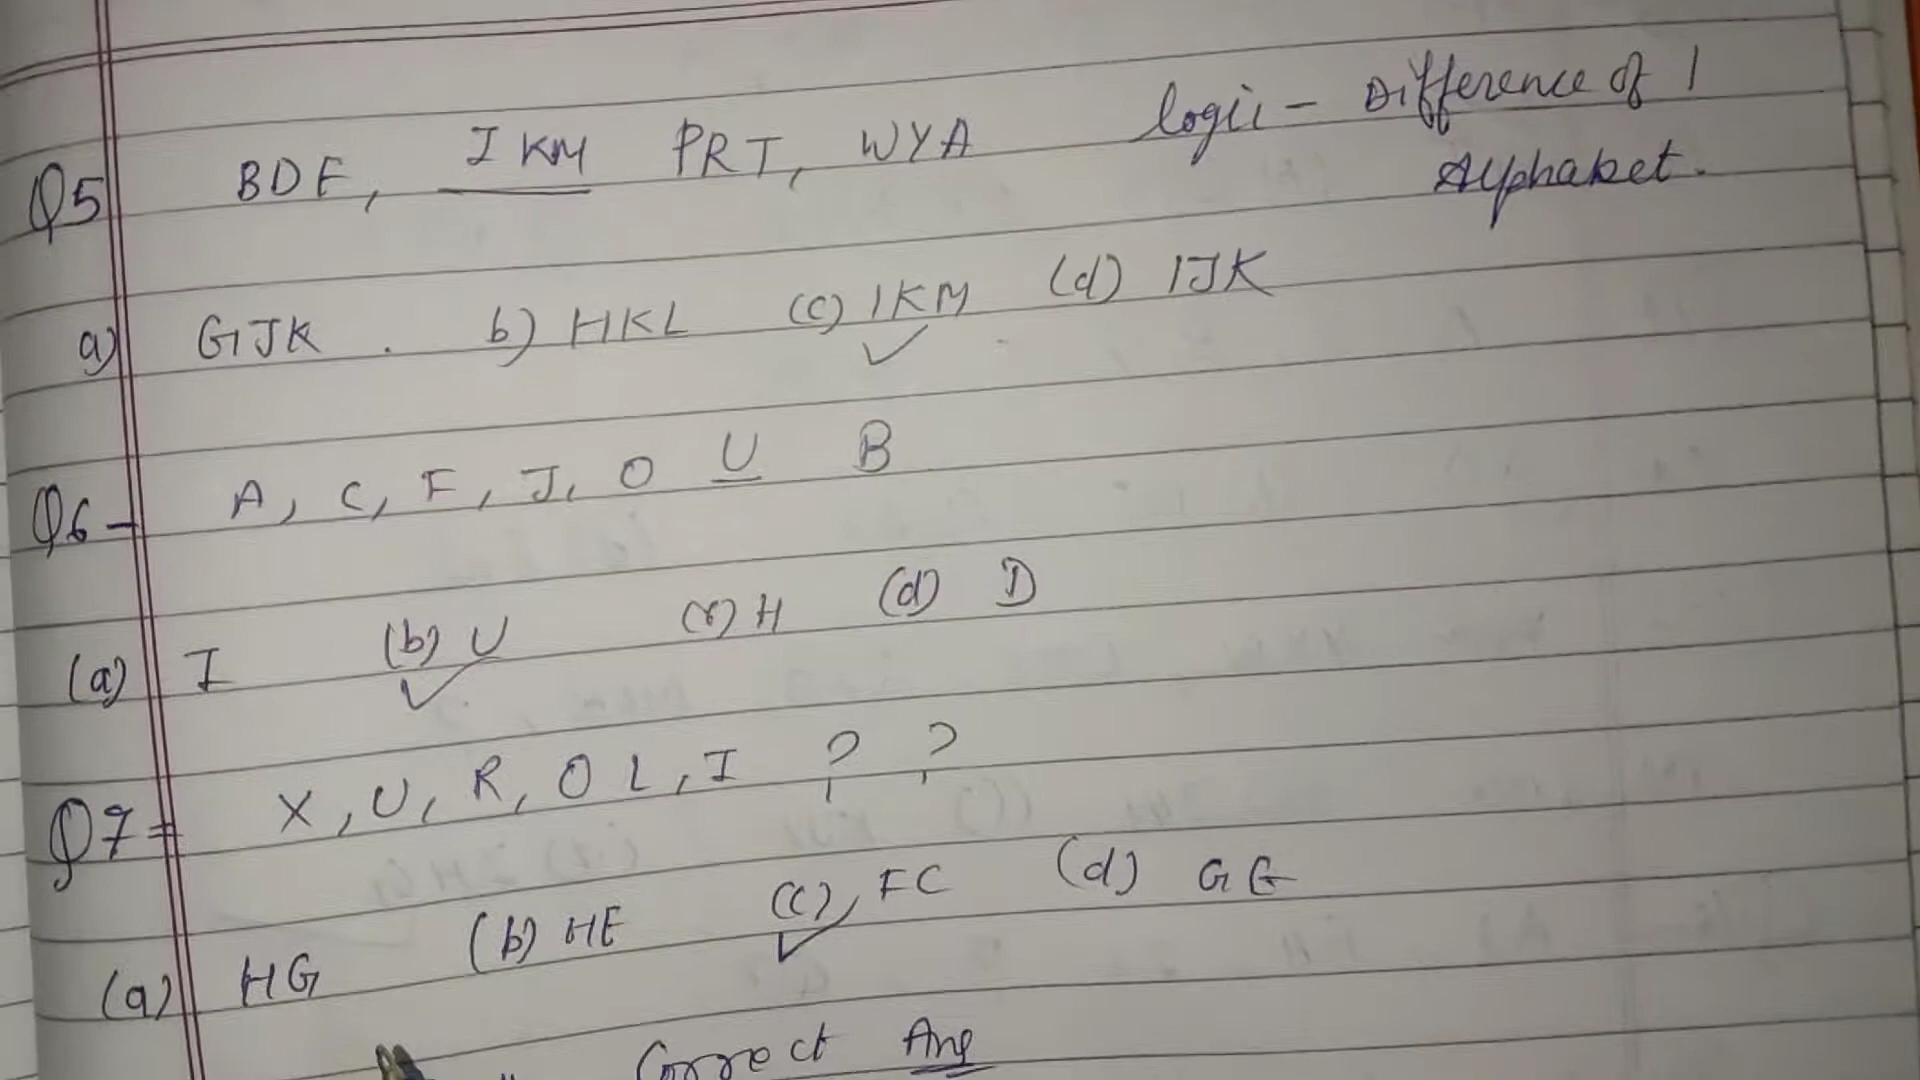 Q5 BDF, IKM PRT, WYA logic - Difference of 1
Alphabet.
a) GJK . b) HKL (c) IKM (d) IJK
Q6 - A, C, F, J, O U B
(a) I (b) U (c) H (d) D
Q7 = X, U, R, O L, I ? ?
(a) HG (b) HE (c), FC (d) GG
Correct Ans